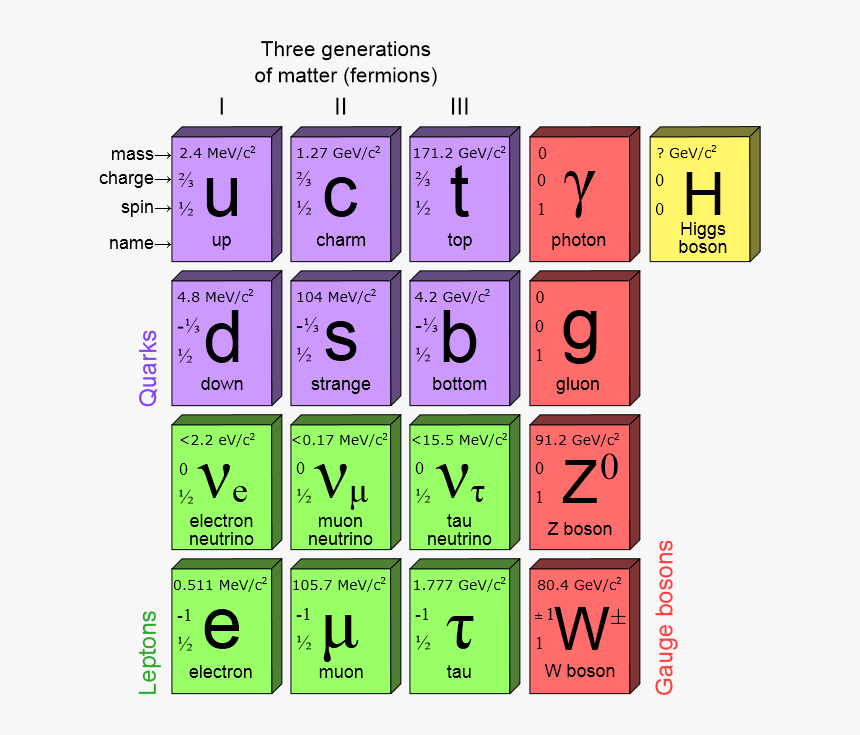 Three generations
of matter (fermions)
I II III
mass→
charge→
spin→
name→
2.4 MeV/c²
⅔
½
u
up
1.27 GeV/c²
⅔
½
c
charm
171.2 GeV/c²
⅔
½
t
top
0
0
1
γ
photon
? GeV/c²
0
0
H
Higgs
boson
Quarks
4.8 MeV/c²
-⅓
½
d
down
104 MeV/c²
-⅓
½
s
strange
4.2 GeV/c²
-⅓
½
b
bottom
0
0
1
g
gluon
<2.2 eV/c²
0
½
νe
electron
neutrino
<0.17 MeV/c²
0
½
νμ
muon
neutrino
<15.5 MeV/c²
0
½
ντ
tau
neutrino
91.2 GeV/c²
0
1
Z⁰
Z boson
Leptons
0.511 MeV/c²
-1
½
e
electron
105.7 MeV/c²
-1
½
μ
muon
1.777 GeV/c²
-1
½
τ
tau
80.4 GeV/c²
±1
1
W±
W boson
Gauge bosons